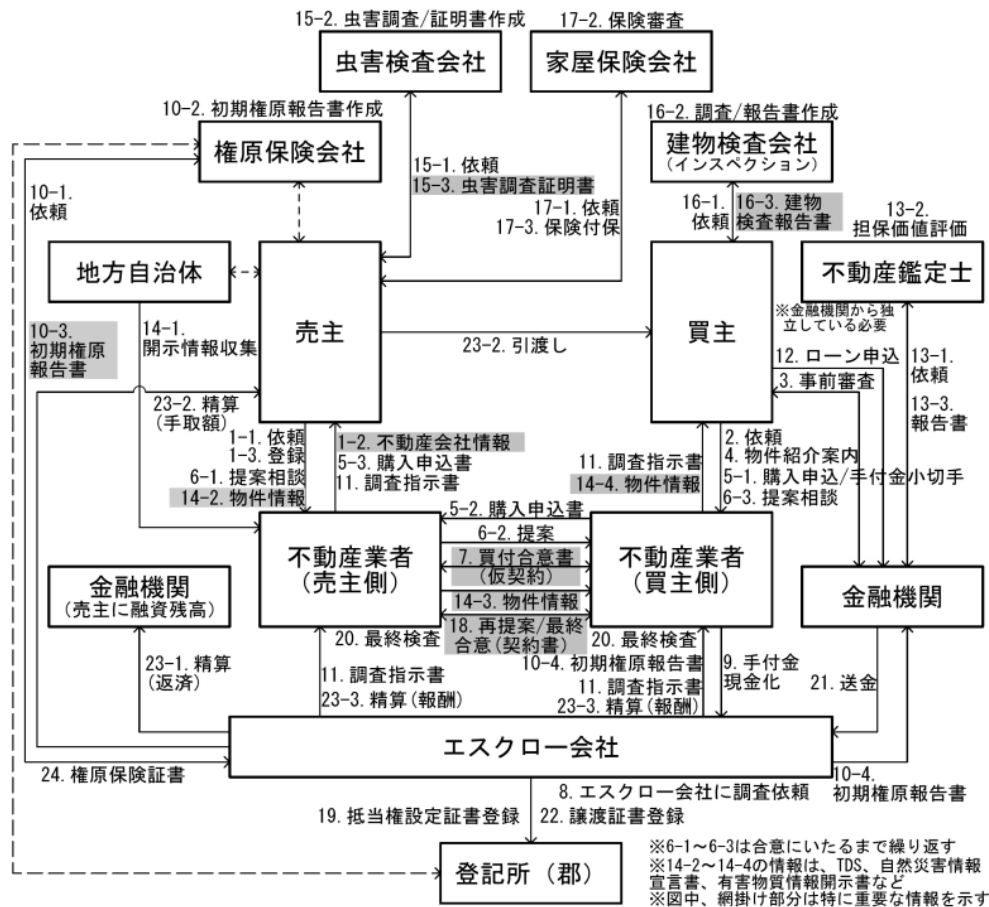 15-2. 虫害調査/証明書作成
虫害検査会社
17-2. 保険審査
家屋保険会社
10-2. 初期権原報告書作成
権原保険会社
16-2. 調査/報告書作成
建物検査会社
(インスペクション)
10-1.
依頼
15-1. 依頼
15-3. 虫害調査証明書
17-1. 依頼
17-3. 保険付保
16-1.
依頼
16-3. 建物
検査報告書
13-2.
担保価値評価
地方自治体
売主
買主
不動産鑑定士
※金融機関から独
立している必要
10-3.
初期権原
報告書
14-1.
開示情報収集
23-2. 引渡し
12. ローン申込
3. 事前審査
13-1.
依頼
13-3.
報告書
23-2. 精算
(手取額)
1-1. 依頼
1-3. 登録
6-1. 提案相談
14-2. 物件情報
1-2. 不動産会社情報
5-3. 購入申込書
11. 調査指示書
11. 調査指示書
14-4. 物件情報
2. 依頼
4. 物件紹介案内
5-1. 購入申込/手付金小切手
6-3. 提案相談
5-2. 購入申込書
6-2. 提案
7. 買付合意書
(仮契約)
14-3. 物件情報
18. 再提案/最終
合意(契約書)
不動産業者
(売主側)
不動産業者
(買主側)
金融機関
(売主に融資残高)
金融機関
20. 最終検査
20. 最終検査
23-1. 精算
(返済)
11. 調査指示書
23-3. 精算(報酬)
10-4. 初期権原報告書
11. 調査指示書
23-3. 精算(報酬)
9. 手付金
現金化
21. 送金
エスクロー会社
24. 権原保険証書
8. エスクロー会社に調査依頼
10-4.
初期権原報告書
19. 抵当権設定証書登録
22. 譲渡証書登録
登記所（郡）
※6-1～6-3は合意にいたるまで繰り返す
※14-2～14-4の情報は、TDS、自然災害情報
宣言書、有害物質情報開示書など
※図中、網掛け部分は特に重要な情報を示す